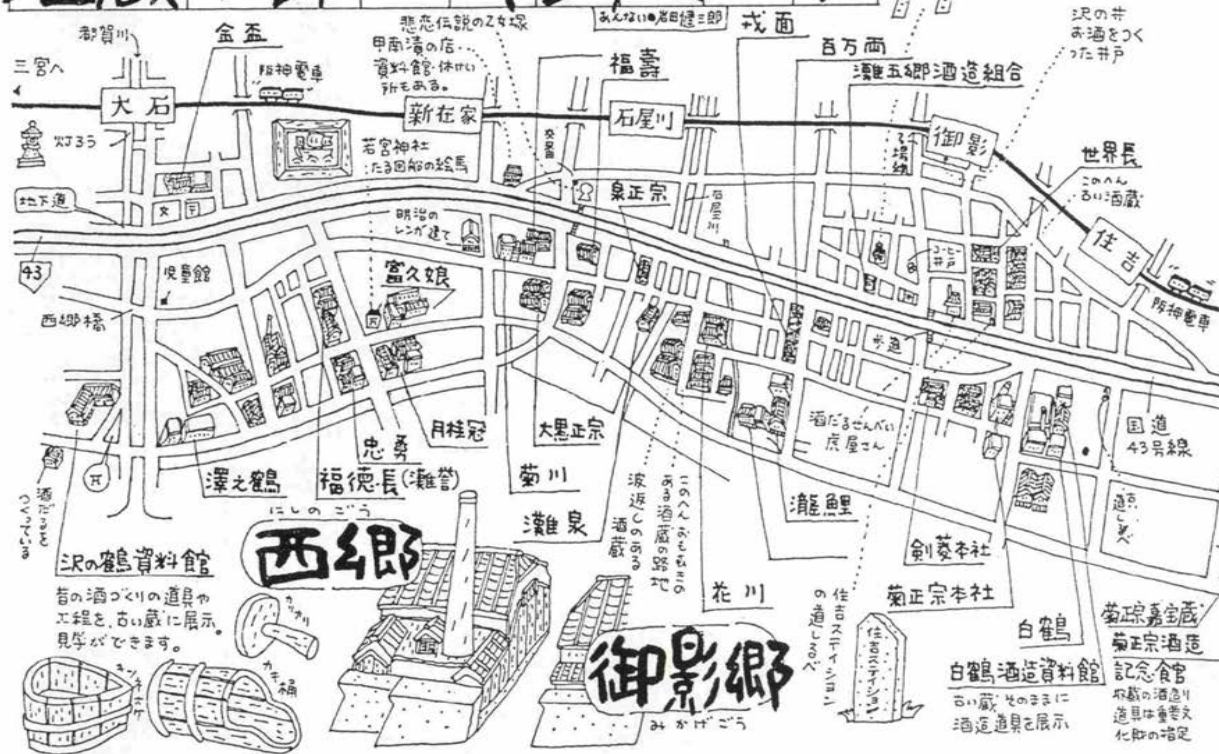 あんない●岩田健三郎
都賀川
三宮へ
金盃
阪神電車
悲恋伝説の乙女塚
甲南漬の店
資料館・休けい
所もある。
福壽
戎面
百万両
灘五郷酒造組合
沢の井
お酒をつく
った井戸
大石
新在家
石屋川
御影
住吉
灯ろう
若宮神社
たる回船の絵馬
交番
泉正宗
石屋川
世界長
このへん
古い酒蔵
地下道
文
〒
明治の
レンガ建て
43
児童館
富久娘
西郷橋
阪神電車
歩道
国道
43号線
酒だるせんべい
虎屋さん
酒だるを
つくっている
澤之鶴
福徳長(灘誉)
忠勇
月桂冠
菊川
大黒正宗
灘泉
波返しのある
酒蔵
このへんおもむきの
ある酒蔵の路地
花川
瀧鯉
剣菱本社
菊正宗本社
白鶴
白鶴酒造資料館
古い蔵そのままに
酒造道具を展示
菊正宗嘉宝蔵
菊正宗酒造
記念館
酒造り
道具は重要文
化財の指定
沢の鶴資料館
昔の酒づくりの道具や
工程を、古い蔵に展示。
見学ができます。
にしのごう
西郷
御影郷
みかげごう
住吉ステイション
の道しるべ
住吉ステイション